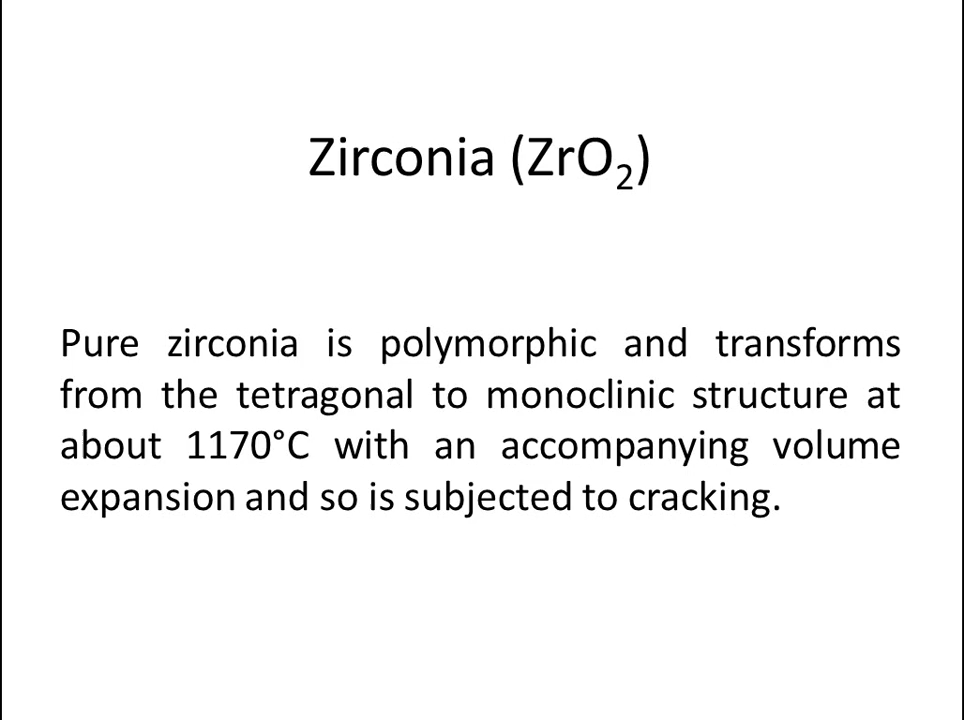 Zirconia (ZrO₂)
Pure zirconia is polymorphic and transforms
from the tetragonal to monoclinic structure at
about 1170°C with an accompanying volume
expansion and so is subjected to cracking.